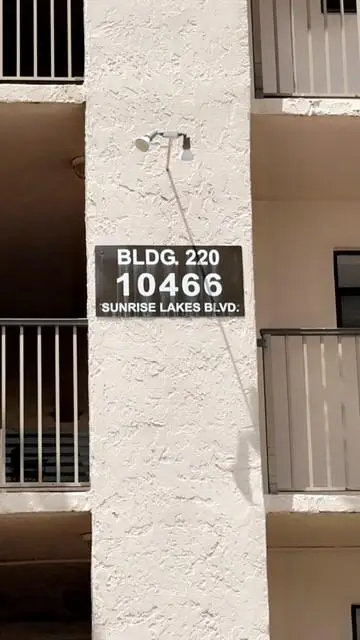 BLDG. 220
10466
SUNRISE LAKES BLVD.